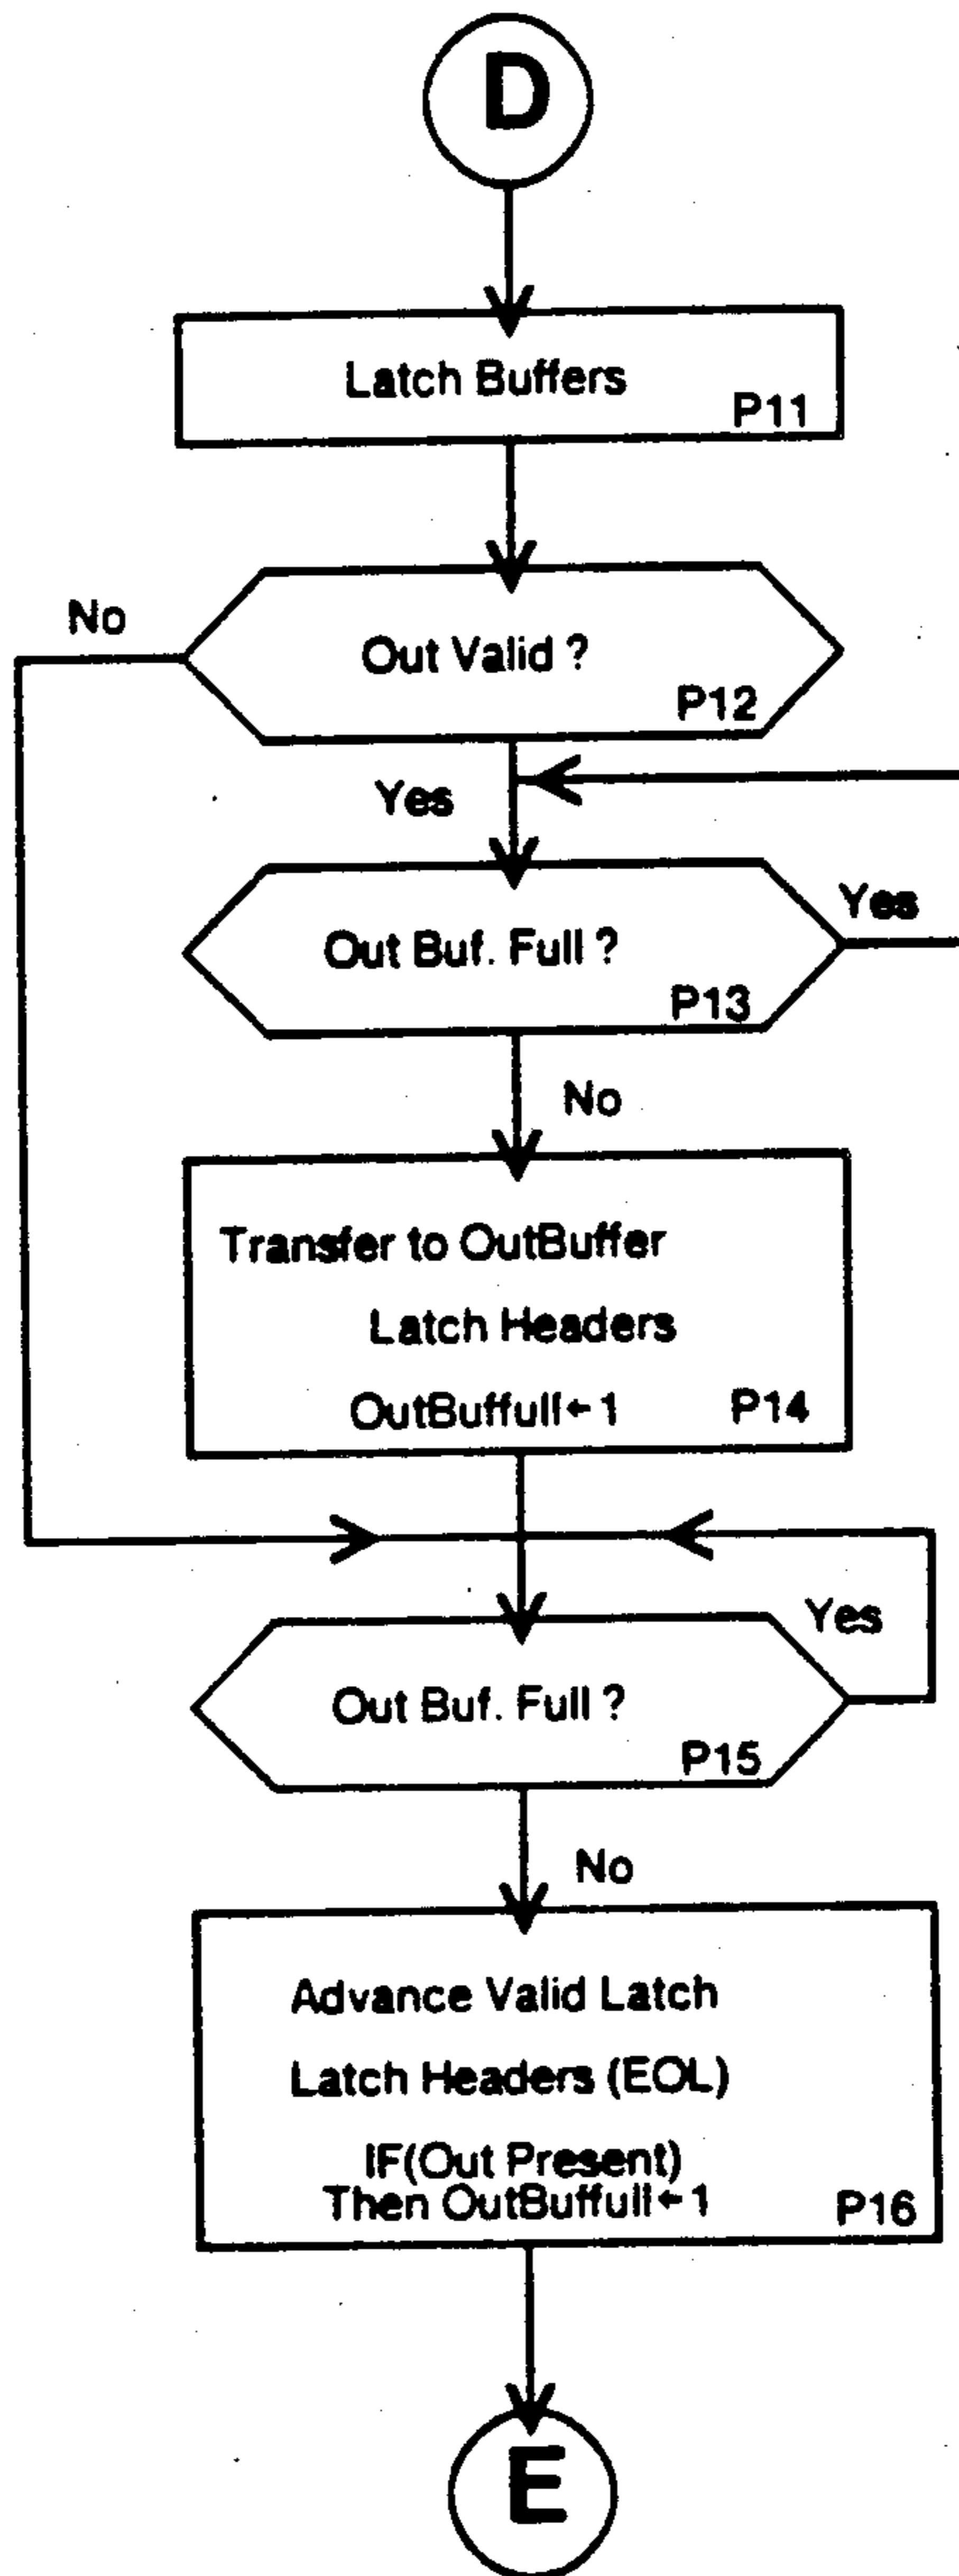 D
Latch Buffers
P11
No
Out Valid ?
P12
Yes
Yes
Out Buf. Full ?
P13
No
Transfer to OutBuffer
Latch Headers
OutBuffull←1
P14
Yes
Out Buf. Full ?
P15
No
Advance Valid Latch
Latch Headers (EOL)
IF(Out Present)
Then OutBuffull←1
P16
E